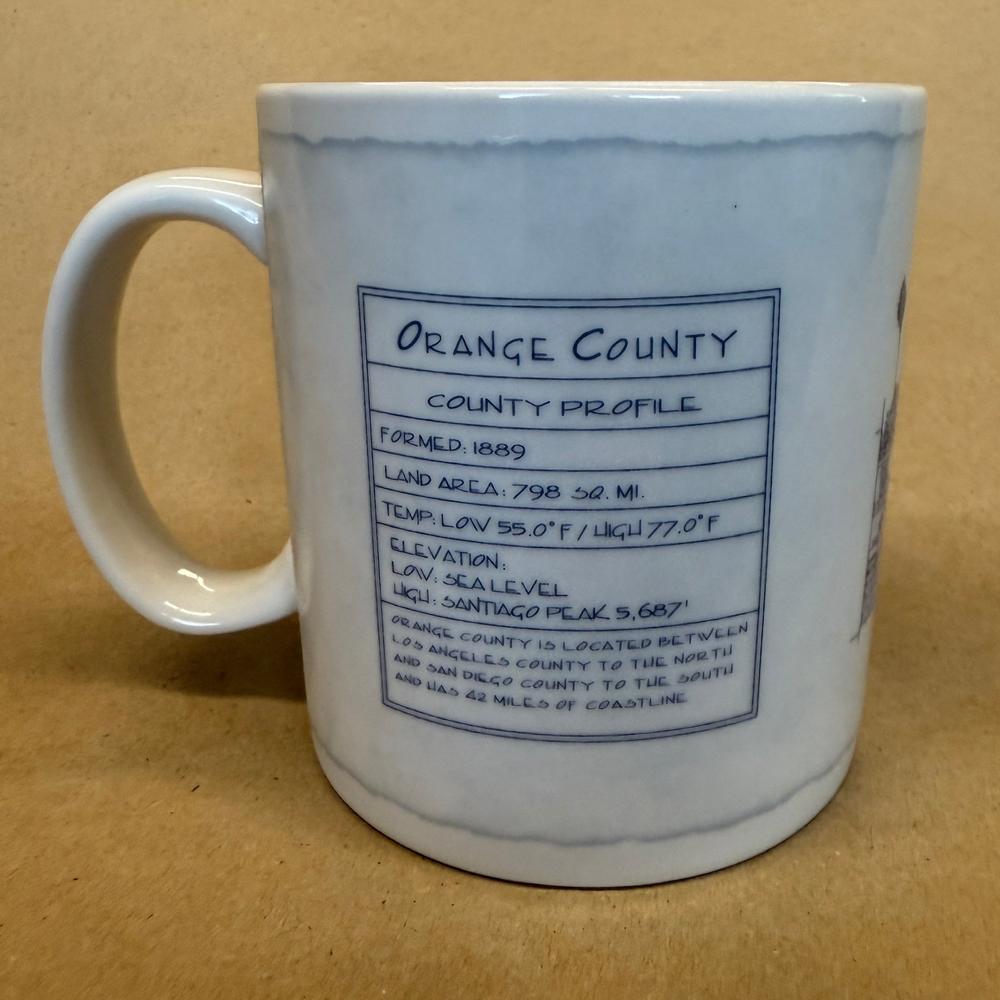 ORANGE COUNTY
COUNTY PROFILE
FORMED: 1889
LAND AREA: 798 SQ. MI.
TEMP: LOW 55.0°F / HIGH 77.0°F
ELEVATION:
LOW: SEA LEVEL
HIGH: SANTIAGO PEAK 5,687'
ORANGE COUNTY IS LOCATED BETWEEN
LOS ANGELES COUNTY TO THE NORTH
AND SAN DIEGO COUNTY TO THE SOUTH
AND HAS 42 MILES OF COASTLINE